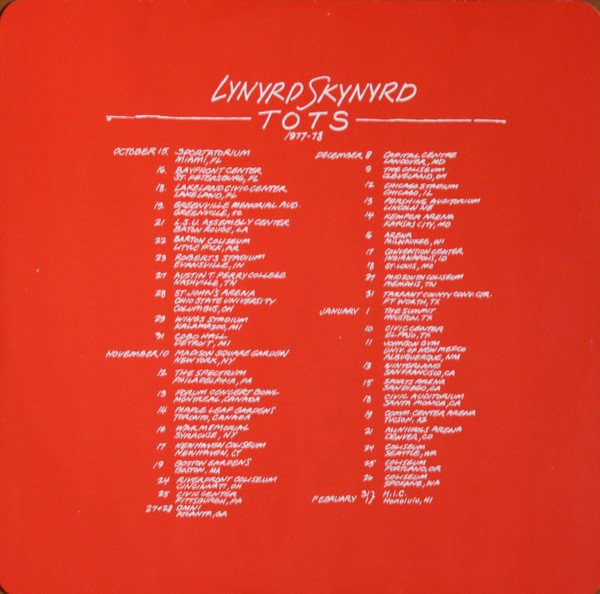 LYNYRD SKYNYRD
TOTS
1977-78
OCTOBER 15. SPORTATORIUM
MIAMI, FL
16. BAYFRONT CENTER
ST. PETERSBURG, FL
18. LAKELAND CIVIC CENTER
LAKELAND, FL
19. GREENVILLE MEMORIAL AUD.
GREENVILLE, SC
21 L.S.U. ASSEMBLY CENTER
BATON ROUGE, LA
22 BARTON COLISEUM
LITTLE ROCK, AR
23 ROBERTS STADIUM
EVANSVILLE, IN
27 AUSTIN T. PERRY COLLEGE
NASHVILLE, TN
28 ST. JOHN'S ARENA
OHIO STATE UNIVERSITY
COLUMBUS, OH
29 WINGS STADIUM
KALAMAZOO, MI
31 COBO HALL
DETROIT, MI
NOVEMBER 10 MADISON SQUARE GARDEN
NEW YORK, NY
12 THE SPECTRUM
PHILADELPHIA, PA
13 FORUM CONCERT BOWL
MONTREAL, CANADA
14 MAPLE LEAF GARDENS
TORONTO, CANADA
16 WAR MEMORIAL
SYRACUSE, NY
17 NEW HAVEN COLISEUM
NEW HAVEN, CT
19 BOSTON GARDENS
BOSTON, MA
24 RIVERFRONT COLISEUM
CINCINNATI, OH
25 CIVIC CENTER
PITTSBURGH, PA
27+28 OMNI
ATLANTA, GA
DECEMBER 8 CAPITAL CENTRE
LANDOVER, MD
9 THE COLISEUM
CLEVELAND, OH
12 CHICAGO STADIUM
CHICAGO, IL
13 PERSHING AUDITORIUM
LINCOLN NE
14 KEMPER ARENA
KANSAS CITY, MO
6 ARENA
MILWAUKEE, WI
17 CONVENTION CENTER
INDIANAPOLIS, ID
18 ST. LOUIS, MO
29 MIDSOUTH COLISEUM
MEMPHIS, TN
31 TARRANT COUNTY CONV. CTR.
FT WORTH, TX
JANUARY 1 THE SUMMIT
HOUSTON, TX
10 CIVIC CENTER
EL PASO, TX
11 JOHNSON GYM
UNIV. OF NEW MEXICO
ALBUQUERQUE, NM
13 WINTERLAND
SAN FRANCISCO, CA
15 SPORTS ARENA
SAN DIEGO, CA
18 CIVIC AUDITORIUM
SANTA MONICA, CA
19 COMM. CENTER ARENA
TUCSON, AZ
21 McNICHOLS ARENA
DENVER, CO
24 COLISEUM
SEATTLE, WA
25 COLISEUM
PORTLAND, OR
26 COLISEUM
SPOKANE, WA
FEBRUARY H.I.C.
Honolulu, HI